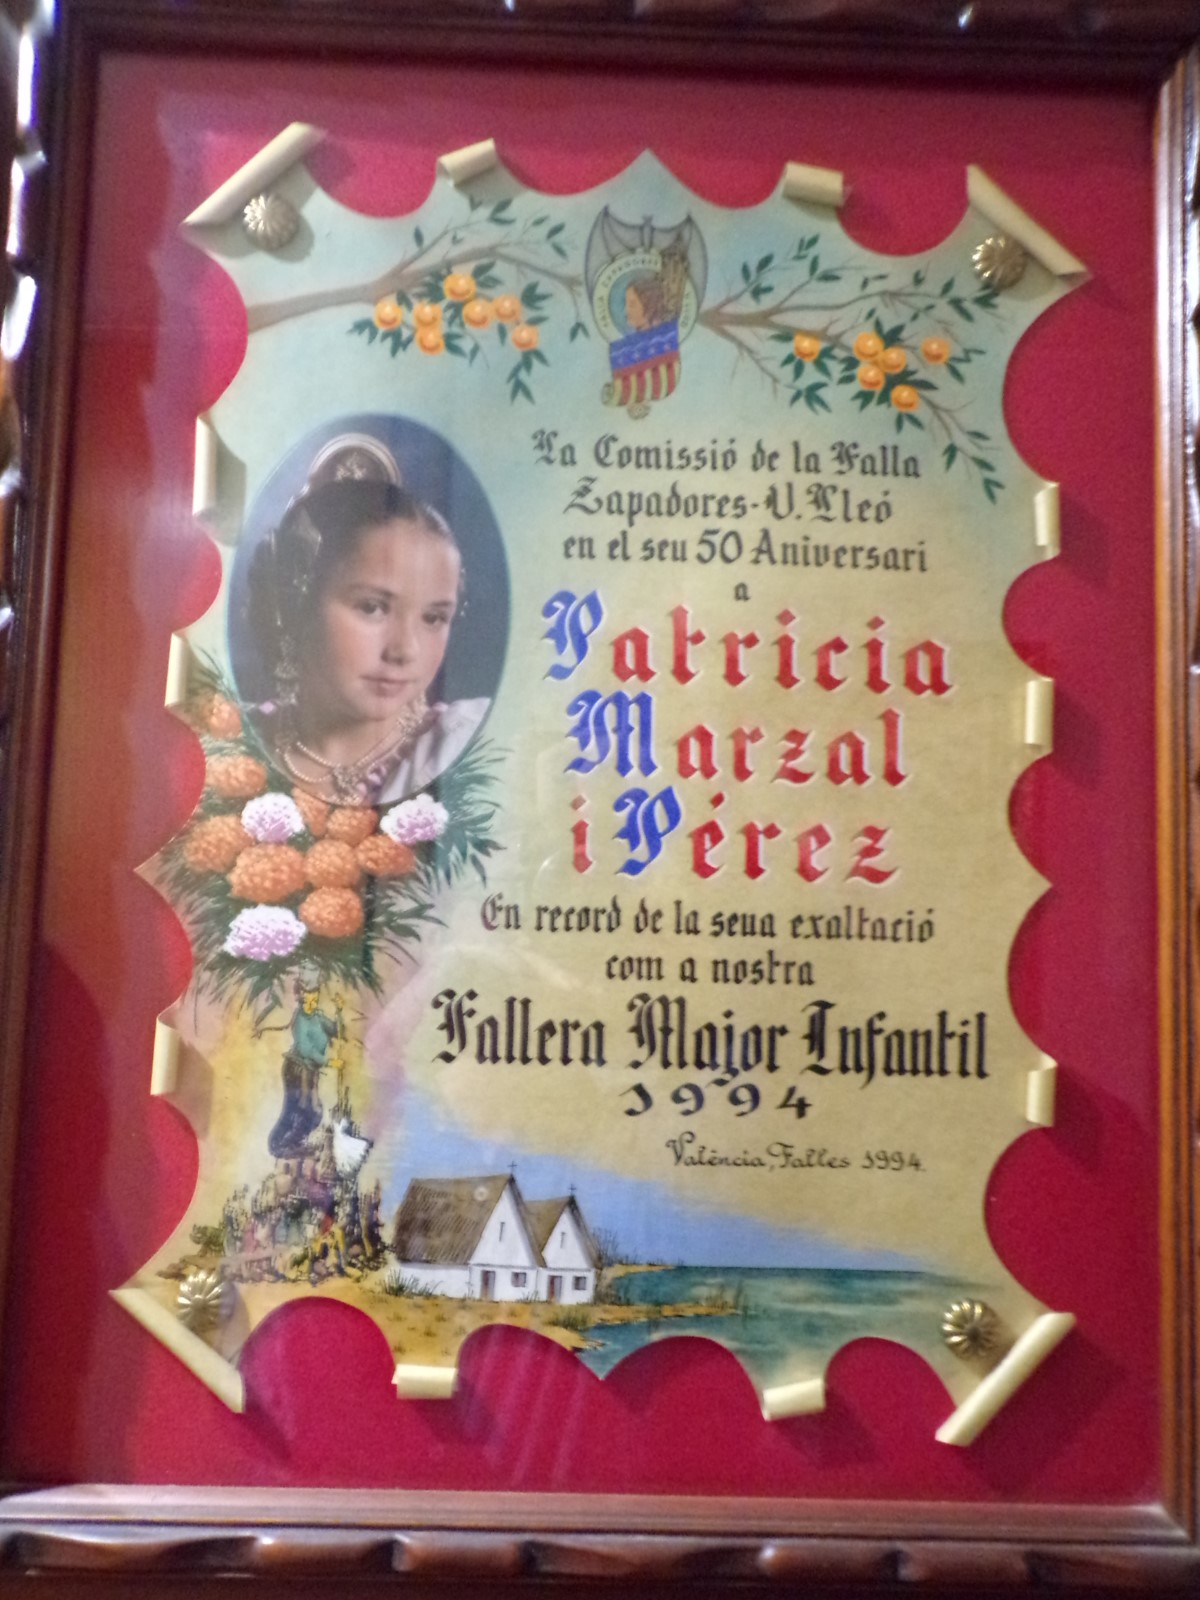 La Comissió de la Falla
Zapadores-V. Lleó
en el seu 50 Aniversari
a
Patricia
Marzal
i Pérez
En record de la seua exaltació
com a nostra
Fallera Major Infantil
1994
València, Falles 1994.